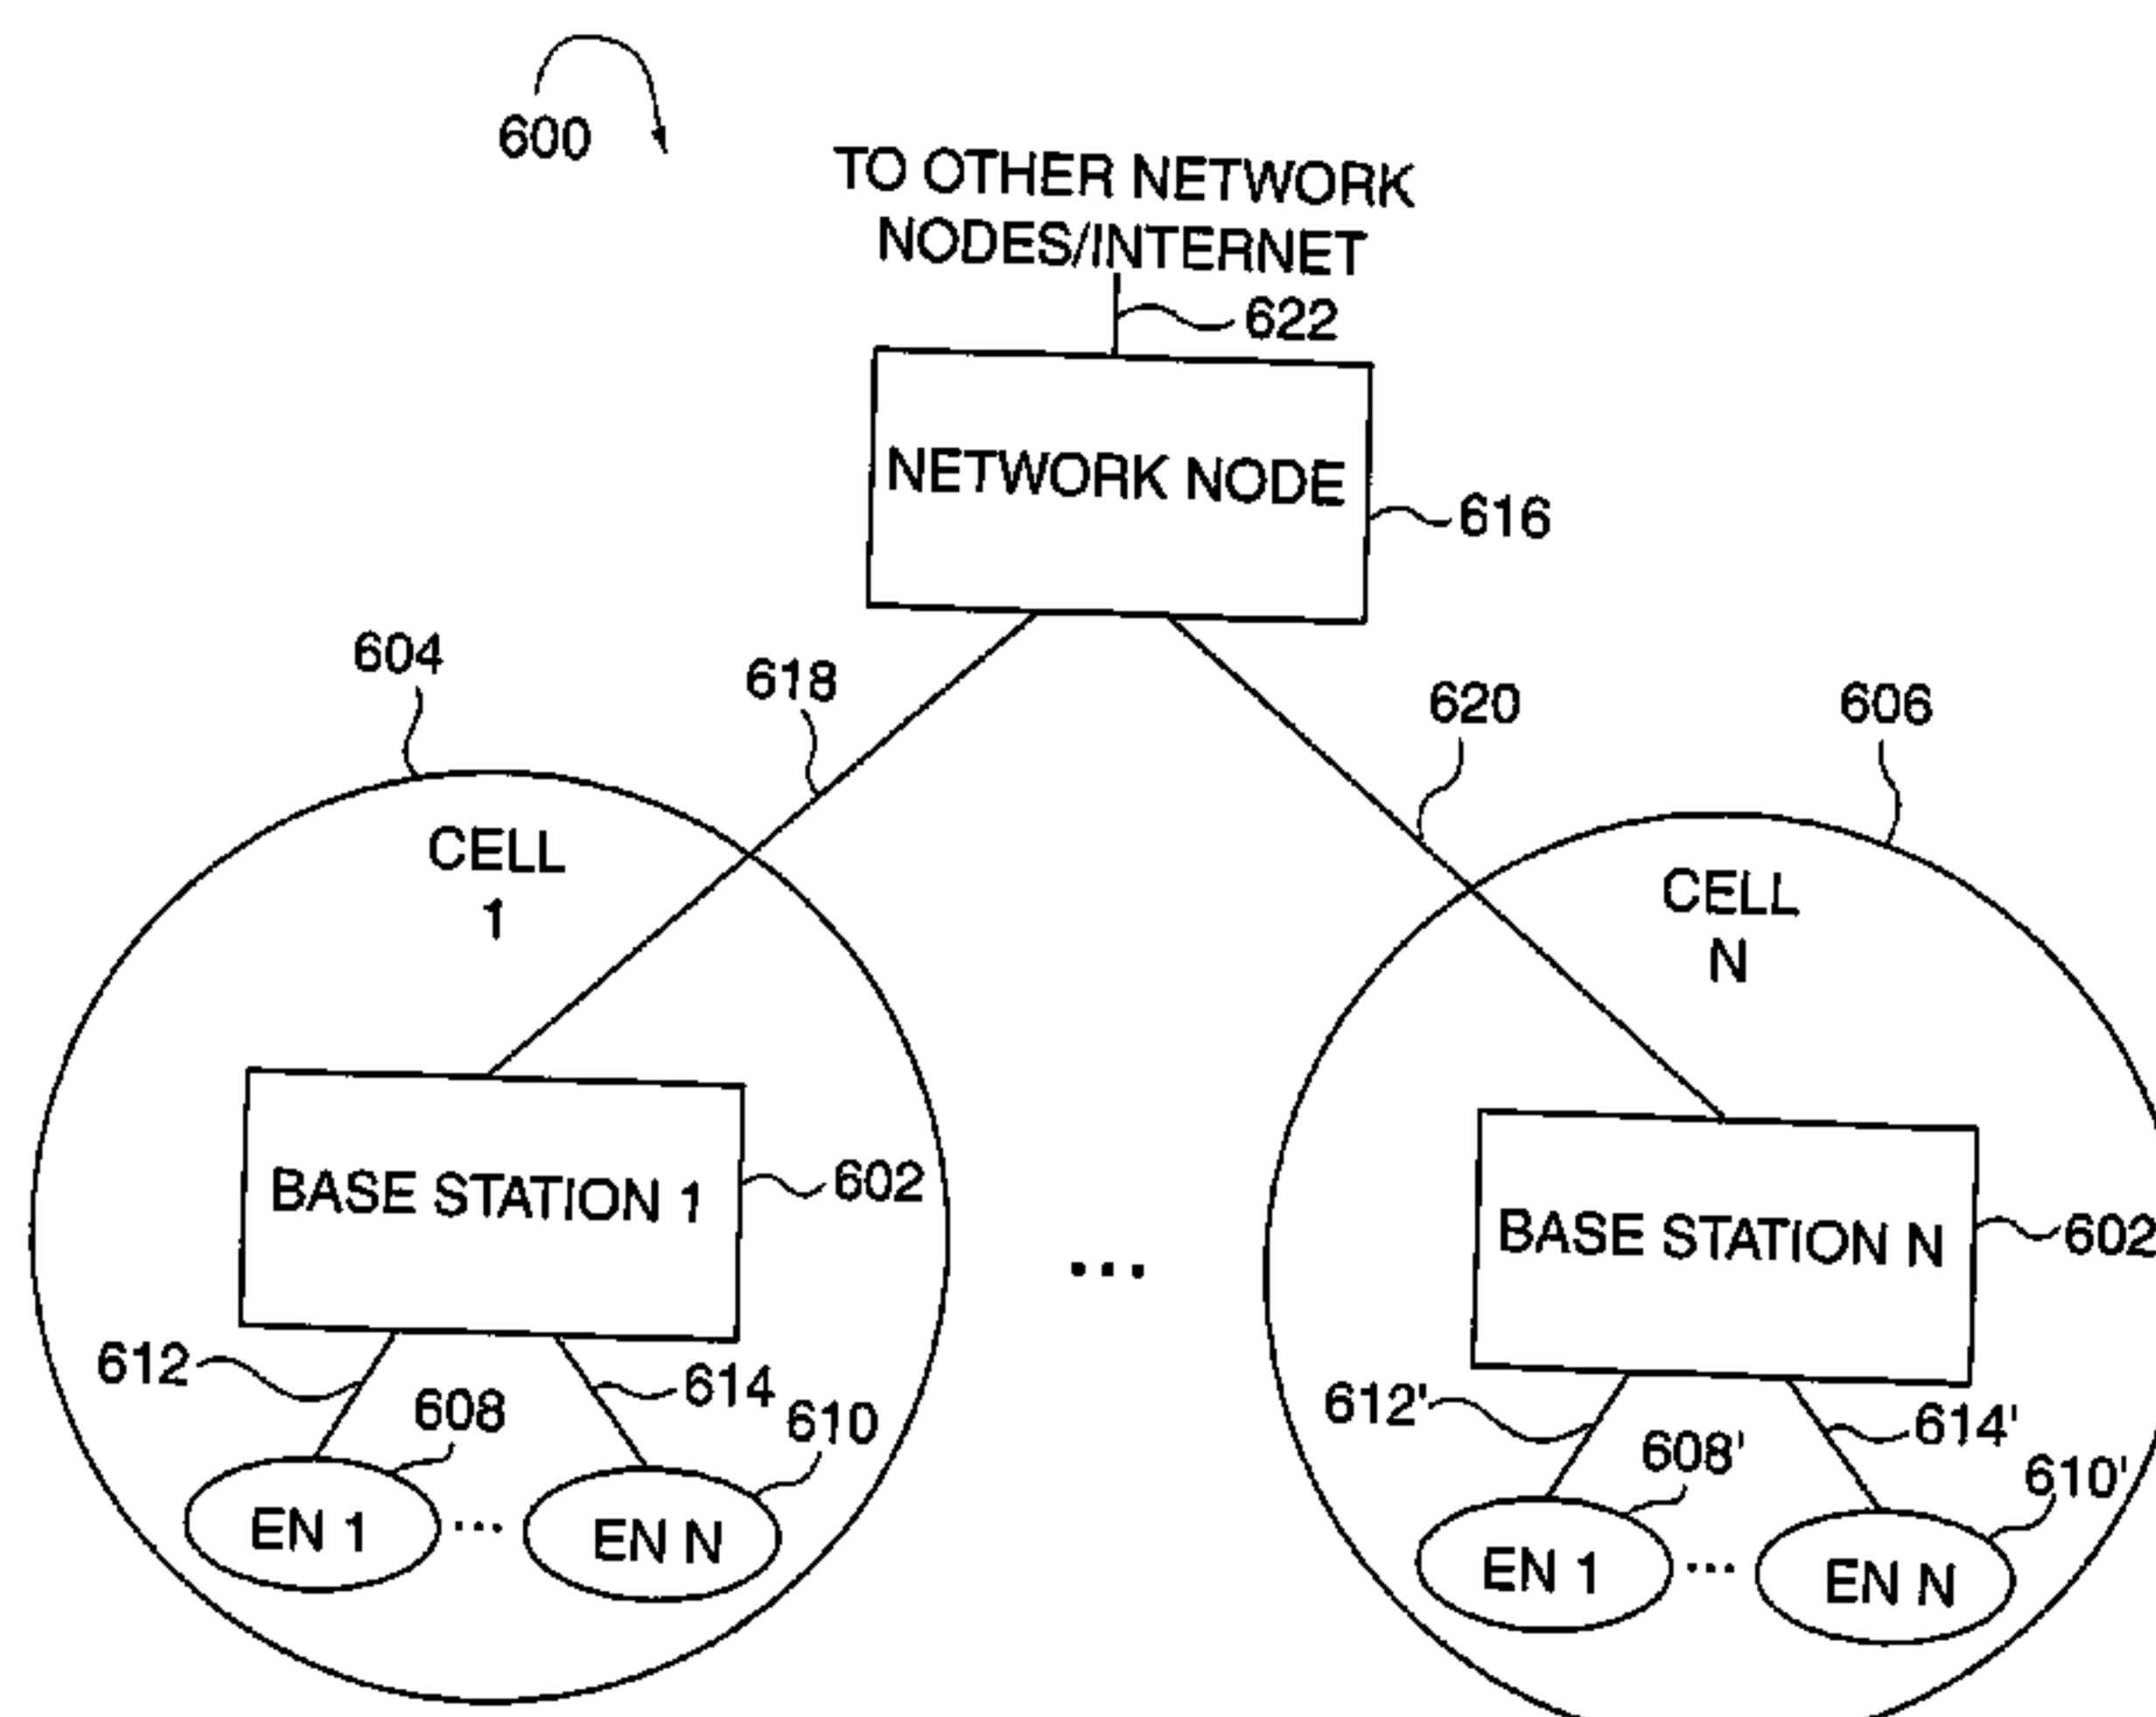 600
TO OTHER NETWORK
NODES/INTERNET
622
NETWORK NODE
616
604
618
620
606
CELL
1
CELL
N
BASE STATION 1
602
BASE STATION N
602
...
612
608
614
610
612'
608'
614'
610'
EN 1
...
EN N
EN 1
...
EN N